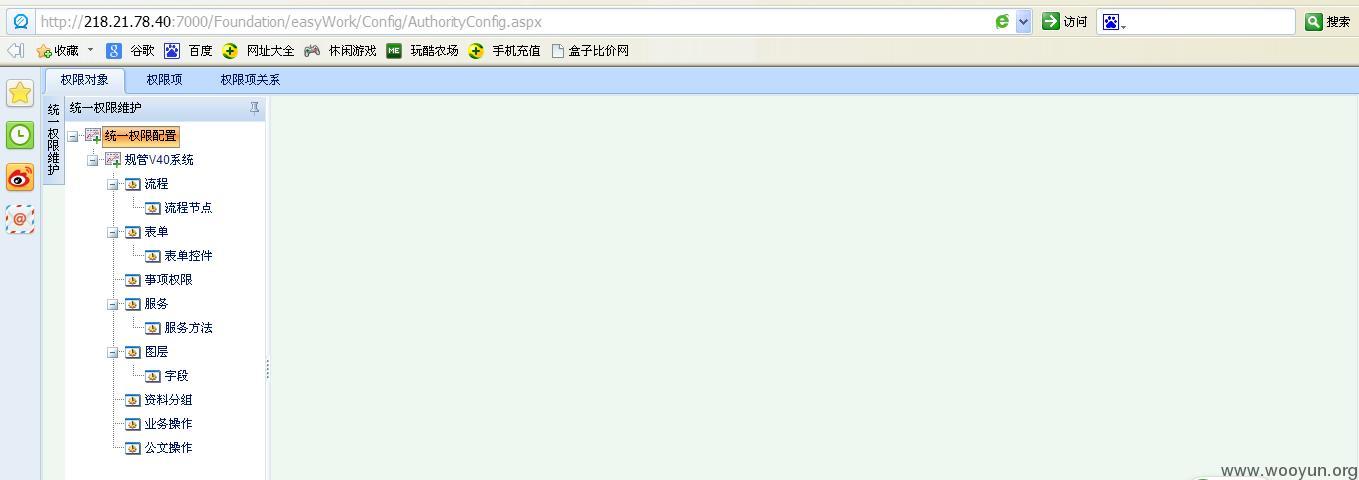 http://218.21.78.40:7000/Foundation/easyWork/Config/AuthorityConfig.aspx 访问 搜索
收藏 谷歌 百度 网址大全 休闲游戏 ME 玩酷农场 手机充值 盒子比价网
权限对象 权限项 权限项关系
统一权限维护
统一权限维护
统一权限配置
规管V40系统
流程
流程节点
表单
表单控件
事项权限
服务
服务方法
图层
字段
资料分组
业务操作
公文操作
www.wooyun.org